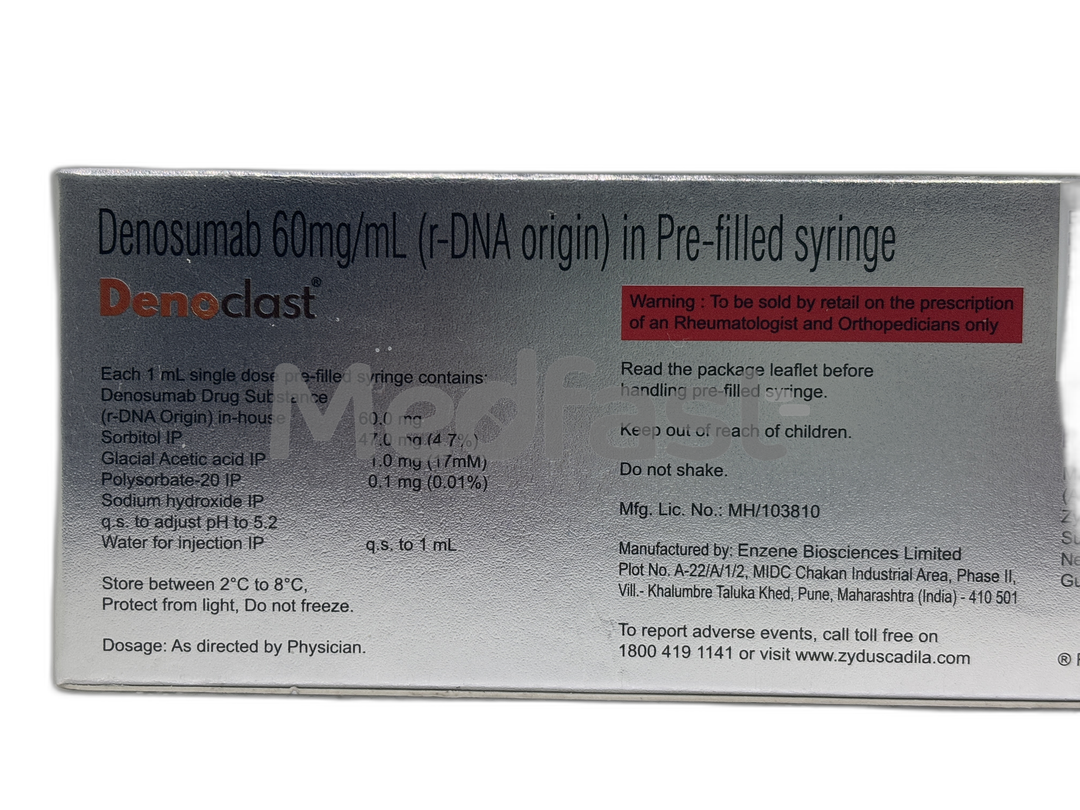 Denosumab 60mg/mL (r-DNA origin) in Pre-filled syringe
Denoclast®
Warning : To be sold by retail on the prescription
of an Rheumatologist and Orthopedicians only
Each 1 mL single dose pre-filled syringe contains:
Denosumab Drug Substance
(r-DNA Origin) in-house 60.0 mg
Sorbitol IP 47.0 mg (4.7%)
Glacial Acetic acid IP 1.0 mg (17mM)
Polysorbate-20 IP 0.1 mg (0.01%)
Sodium hydroxide IP
q.s. to adjust pH to 5.2
Water for injection IP q.s. to 1 mL
Store between 2°C to 8°C,
Protect from light, Do not freeze.
Dosage: As directed by Physician.
Read the package leaflet before
handling pre-filled syringe.
Keep out of reach of children.
Do not shake.
Mfg. Lic. No.: MH/103810
Manufactured by: Enzene Biosciences Limited
Plot No. A-22/A/1/2, MIDC Chakan Industrial Area, Phase II,
Vill.- Khalumbre Taluka Khed, Pune, Maharashtra (India) - 410 501
To report adverse events, call toll free on
1800 419 1141 or visit www.zyduscadila.com
Medfast